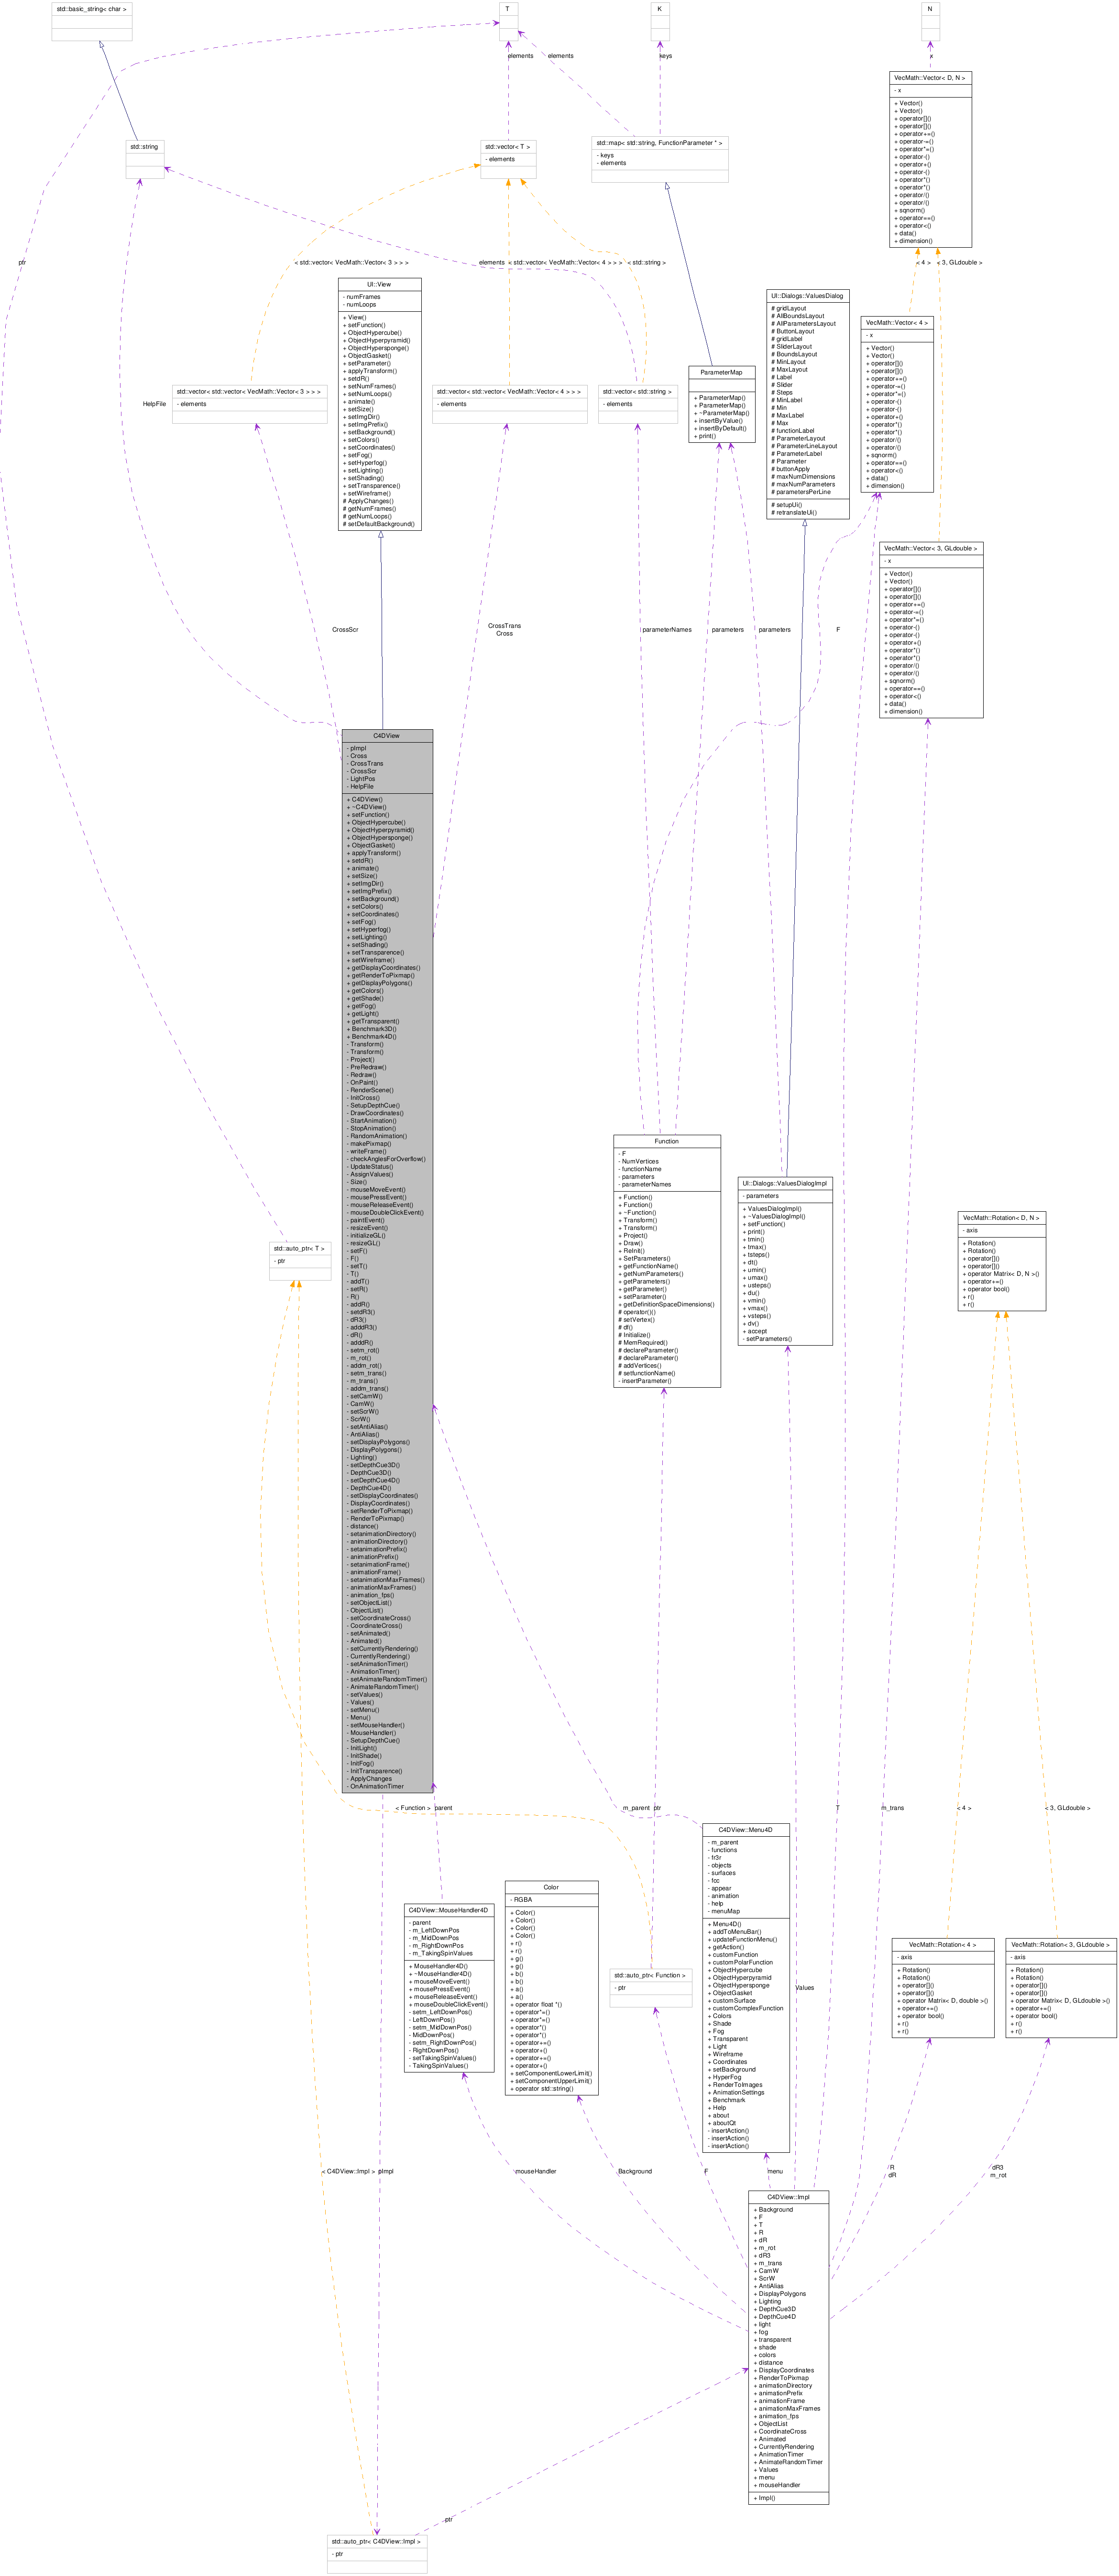 std::basic_string< char >
T
K
N
elements
elements
keys
x
VecMath::Vector< D, N >
- x
+ Vector()
+ Vector()
+ operator[]()
+ operator[]()
+ operator+=()
+ operator-=()
+ operator*=()
+ operator-()
+ operator+()
+ operator-()
+ operator*()
+ operator*()
+ operator/()
+ operator/()
+ sqnorm()
+ operator==()
+ operator<()
+ data()
+ dimension()
std::string
std::vector< T >
- elements
std::map< std::string, FunctionParameter * >
- keys
- elements
ptr
< std::vector< VecMath::Vector< 3 > > >
elements
< std::vector< VecMath::Vector< 4 > > >
< std::string >
< 4 >
< 3, GLdouble >
UI::View
- numFrames
- numLoops
+ View()
+ setFunction()
+ ObjectHypercube()
+ ObjectHyperpyramid()
+ ObjectHypersponge()
+ ObjectGasket()
+ setParameter()
+ applyTransform()
+ setdR()
+ setNumFrames()
+ setNumLoops()
+ animate()
+ setSize()
+ setImgDir()
+ setImgPrefix()
+ setBackground()
+ setColors()
+ setCoordinates()
+ setFog()
+ setHyperfog()
+ setLighting()
+ setShading()
+ setTransparence()
+ setWireframe()
# ApplyChanges()
# getNumFrames()
# getNumLoops()
# setDefaultBackground()
UI::Dialogs::ValuesDialog
# gridLayout
# AllBoundsLayout
# AllParametersLayout
# ButtonLayout
# gridLabel
# SliderLayout
# BoundsLayout
# MinLayout
# MaxLayout
# Label
# Slider
# Steps
# MinLabel
# Min
# MaxLabel
# Max
# functionLabel
# ParameterLayout
# ParameterLineLayout
# ParameterLabel
# Parameter
# buttonApply
# maxNumDimensions
# maxNumParameters
# parametersPerLine
# setupUi()
# retranslateUi()
VecMath::Vector< 4 >
- x
+ Vector()
+ Vector()
+ operator[]()
+ operator[]()
+ operator+=()
+ operator-=()
+ operator*=()
+ operator-()
+ operator-()
+ operator+()
+ operator*()
+ operator*()
+ operator/()
+ operator/()
+ sqnorm()
+ operator==()
+ operator<()
+ data()
+ dimension()
ParameterMap
+ ParameterMap()
+ ParameterMap()
+ ~ParameterMap()
+ insertByValue()
+ insertByDefault()
+ print()
std::vector< std::vector< VecMath::Vector< 3 > > >
- elements
std::vector< std::vector< VecMath::Vector< 4 > > >
- elements
std::vector< std::string >
- elements
HelpFile
VecMath::Vector< 3, GLdouble >
- x
+ Vector()
+ Vector()
+ operator[]()
+ operator[]()
+ operator+=()
+ operator-=()
+ operator*=()
+ operator-()
+ operator-()
+ operator+()
+ operator*()
+ operator*()
+ operator/()
+ operator/()
+ sqnorm()
+ operator==()
+ operator<()
+ data()
+ dimension()
CrossScr
CrossTrans
Cross
parameterNames
parameters
parameters
F
C4DView
- pImpl
- Cross
- CrossTrans
- CrossScr
- LightPos
- HelpFile
+ C4DView()
+ ~C4DView()
+ setFunction()
+ ObjectHypercube()
+ ObjectHyperpyramid()
+ ObjectHypersponge()
+ ObjectGasket()
+ applyTransform()
+ setdR()
+ animate()
+ setSize()
+ setImgDir()
+ setImgPrefix()
+ setBackground()
+ setColors()
+ setCoordinates()
+ setFog()
+ setHyperfog()
+ setLighting()
+ setShading()
+ setTransparence()
+ setWireframe()
+ getDisplayCoordinates()
+ getRenderToPixmap()
+ getDisplayPolygons()
+ getColors()
+ getShade()
+ getFog()
+ getLight()
+ getTransparent()
+ Benchmark3D()
+ Benchmark4D()
- Transform()
- Transform()
- Project()
- PreRedraw()
- Redraw()
- OnPaint()
- RenderScene()
- InitCross()
- SetupDepthCue()
- DrawCoordinates()
- StartAnimation()
- StopAnimation()
- RandomAnimation()
- makePixmap()
- writeFrame()
- checkAnglesForOverflow()
- UpdateStatus()
- AssignValues()
- Size()
- mouseMoveEvent()
- mousePressEvent()
- mouseReleaseEvent()
- mouseDoubleClickEvent()
- paintEvent()
- resizeEvent()
- initializeGL()
- resizeGL()
- setF()
- F()
- setT()
- T()
- addT()
- setR()
- R()
- addR()
- setdR3()
- dR3()
- adddR3()
- dR()
- adddR()
- setm_rot()
- m_rot()
- addm_rot()
- setm_trans()
- m_trans()
- addm_trans()
- setCamW()
- CamW()
- setScrW()
- ScrW()
- setAntiAlias()
- AntiAlias()
- setDisplayPolygons()
- DisplayPolygons()
- Lighting()
- setDepthCue3D()
- DepthCue3D()
- setDepthCue4D()
- DepthCue4D()
- setDisplayCoordinates()
- DisplayCoordinates()
- setRenderToPixmap()
- RenderToPixmap()
- distance()
- setanimationDirectory()
- animationDirectory()
- setanimationPrefix()
- animationPrefix()
- setanimationFrame()
- animationFrame()
- setanimationMaxFrames()
- animationMaxFrames()
- animation_fps()
- setObjectList()
- ObjectList()
- setCoordinateCross()
- CoordinateCross()
- setAnimated()
- Animated()
- setCurrentlyRendering()
- CurrentlyRendering()
- setAnimationTimer()
- AnimationTimer()
- setAnimateRandomTimer()
- AnimateRandomTimer()
- setValues()
- Values()
- setMenu()
- Menu()
- setMouseHandler()
- MouseHandler()
- SetupDepthCue()
- InitLight()
- InitShade()
- InitFog()
- InitTransparence()
- ApplyChanges
- OnAnimationTimer
Function
- F
- NumVertices
- functionName
- parameters
- parameterNames
+ Function()
+ Function()
+ ~Function()
+ Transform()
+ Transform()
+ Project()
+ Draw()
+ ReInit()
+ SetParameters()
+ getFunctionName()
+ getNumParameters()
+ getParameters()
+ getParameter()
+ setParameter()
+ getDefinitionSpaceDimensions()
# operator()()
# setVertex()
# df()
# Initialize()
# MemRequired()
# declareParameter()
# declareParameter()
# addVertices()
# setfunctionName()
- insertParameter()
UI::Dialogs::ValuesDialogImpl
- parameters
+ ValuesDialogImpl()
+ ~ValuesDialogImpl()
+ setFunction()
+ print()
+ tmin()
+ tmax()
+ tsteps()
+ dt()
+ umin()
+ umax()
+ usteps()
+ du()
+ vmin()
+ vmax()
+ vsteps()
+ dv()
+ accept
- setParameters()
VecMath::Rotation< D, N >
- axis
+ Rotation()
+ Rotation()
+ operator[]()
+ operator[]()
+ operator Matrix< D, N >()
+ operator+=()
+ operator bool()
+ r()
+ r()
std::auto_ptr< T >
- ptr
< Function >
parent
m_parent
ptr
T
m_trans
< 4 >
< 3, GLdouble >
C4DView::Menu4D
- m_parent
- functions
- fr3r
- objects
- surfaces
- fcc
- appear
- animation
- help
- menuMap
+ Menu4D()
+ addToMenuBar()
+ updateFunctionMenu()
+ getAction()
+ customFunction
+ customPolarFunction
+ ObjectHypercube
+ ObjectHyperpyramid
+ ObjectHypersponge
+ ObjectGasket
+ customSurface
+ customComplexFunction
+ Colors
+ Shade
+ Fog
+ Transparent
+ Light
+ Wireframe
+ Coordinates
+ setBackground
+ HyperFog
+ RenderToImages
+ AnimationSettings
+ Benchmark
+ Help
+ about
+ aboutQt
- insertAction()
- insertAction()
- insertAction()
C4DView::MouseHandler4D
- parent
- m_LeftDownPos
- m_MidDownPos
- m_RightDownPos
- m_TakingSpinValues
+ MouseHandler4D()
+ ~MouseHandler4D()
+ mouseMoveEvent()
+ mousePressEvent()
+ mouseReleaseEvent()
+ mouseDoubleClickEvent()
- setm_LeftDownPos()
- LeftDownPos()
- setm_MidDownPos()
- MidDownPos()
- setm_RightDownPos()
- RightDownPos()
- setTakingSpinValues()
- TakingSpinValues()
Color
- RGBA
+ Color()
+ Color()
+ Color()
+ Color()
+ r()
+ r()
+ g()
+ g()
+ b()
+ b()
+ a()
+ a()
+ operator float *()
+ operator*=()
+ operator*=()
+ operator*()
+ operator*()
+ operator+=()
+ operator+()
+ operator+=()
+ operator+()
+ setComponentLowerLimit()
+ setComponentUpperLimit()
+ operator std::string()
std::auto_ptr< Function >
- ptr
Values
VecMath::Rotation< 4 >
- axis
+ Rotation()
+ Rotation()
+ operator[]()
+ operator[]()
+ operator Matrix< D, double >()
+ operator+=()
+ operator bool()
+ r()
+ r()
VecMath::Rotation< 3, GLdouble >
- axis
+ Rotation()
+ Rotation()
+ operator[]()
+ operator[]()
+ operator Matrix< D, GLdouble >()
+ operator+=()
+ operator bool()
+ r()
+ r()
< C4DView::Impl >
pImpl
mouseHandler
Background
F
menu
R
dR
dR3
m_rot
C4DView::Impl
+ Background
+ F
+ T
+ R
+ dR
+ m_rot
+ dR3
+ m_trans
+ CamW
+ ScrW
+ AntiAlias
+ DisplayPolygons
+ Lighting
+ DepthCue3D
+ DepthCue4D
+ light
+ fog
+ transparent
+ shade
+ colors
+ distance
+ DisplayCoordinates
+ RenderToPixmap
+ animationDirectory
+ animationPrefix
+ animationFrame
+ animationMaxFrames
+ animation_fps
+ ObjectList
+ CoordinateCross
+ Animated
+ CurrentlyRendering
+ AnimationTimer
+ AnimateRandomTimer
+ Values
+ menu
+ mouseHandler
+ Impl()
ptr
std::auto_ptr< C4DView::Impl >
- ptr